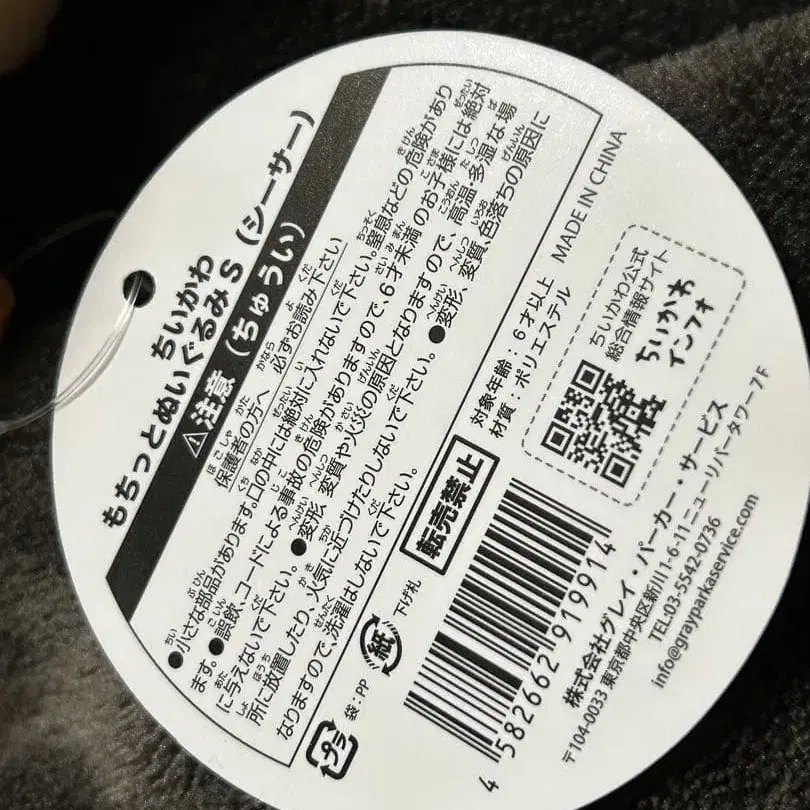 ちいかわ
もちっとぬいぐるみS（シーサー）
⚠注意（ちゅうい）
保護者の方へ 必ずお読み下さい
●小さな部品があります。口の中には絶対に入れないで下さい。窒息などの危険があり
ます。●誤飲、コードによる事故の危険がありますので、6才未満のお子様には絶対
に与えないで下さい。●変形、変質や火災の原因となりますので、高温・多湿な場
所に放置したり、火気に近づけたりしないで下さい。●変形、変質、色落ちの原因に
なりますので、洗濯はしないで下さい。
対象年齢：6才以上
材質：ポリエステル MADE IN CHINA
転売禁止
ちいかわ公式
総合情報サイト
ちいかわ
インフォ
プラ
袋：PP
紙
下げ札
4 582662 919914
株式会社グレイ・パーカー・サービス
〒104-0033 東京都中央区新川1-6-11 ニューリバータワー7F
TEL:03-5542-0736
info@grayparkaservice.com